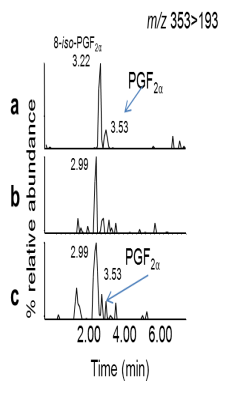 m/z 353>193
8-iso-PGF2α
3.22
PGF2α
a
3.53
2.99
b
2.99
PGF2α
3.53
c
% relative abundance
2.00 4.00 6.00
Time (min)